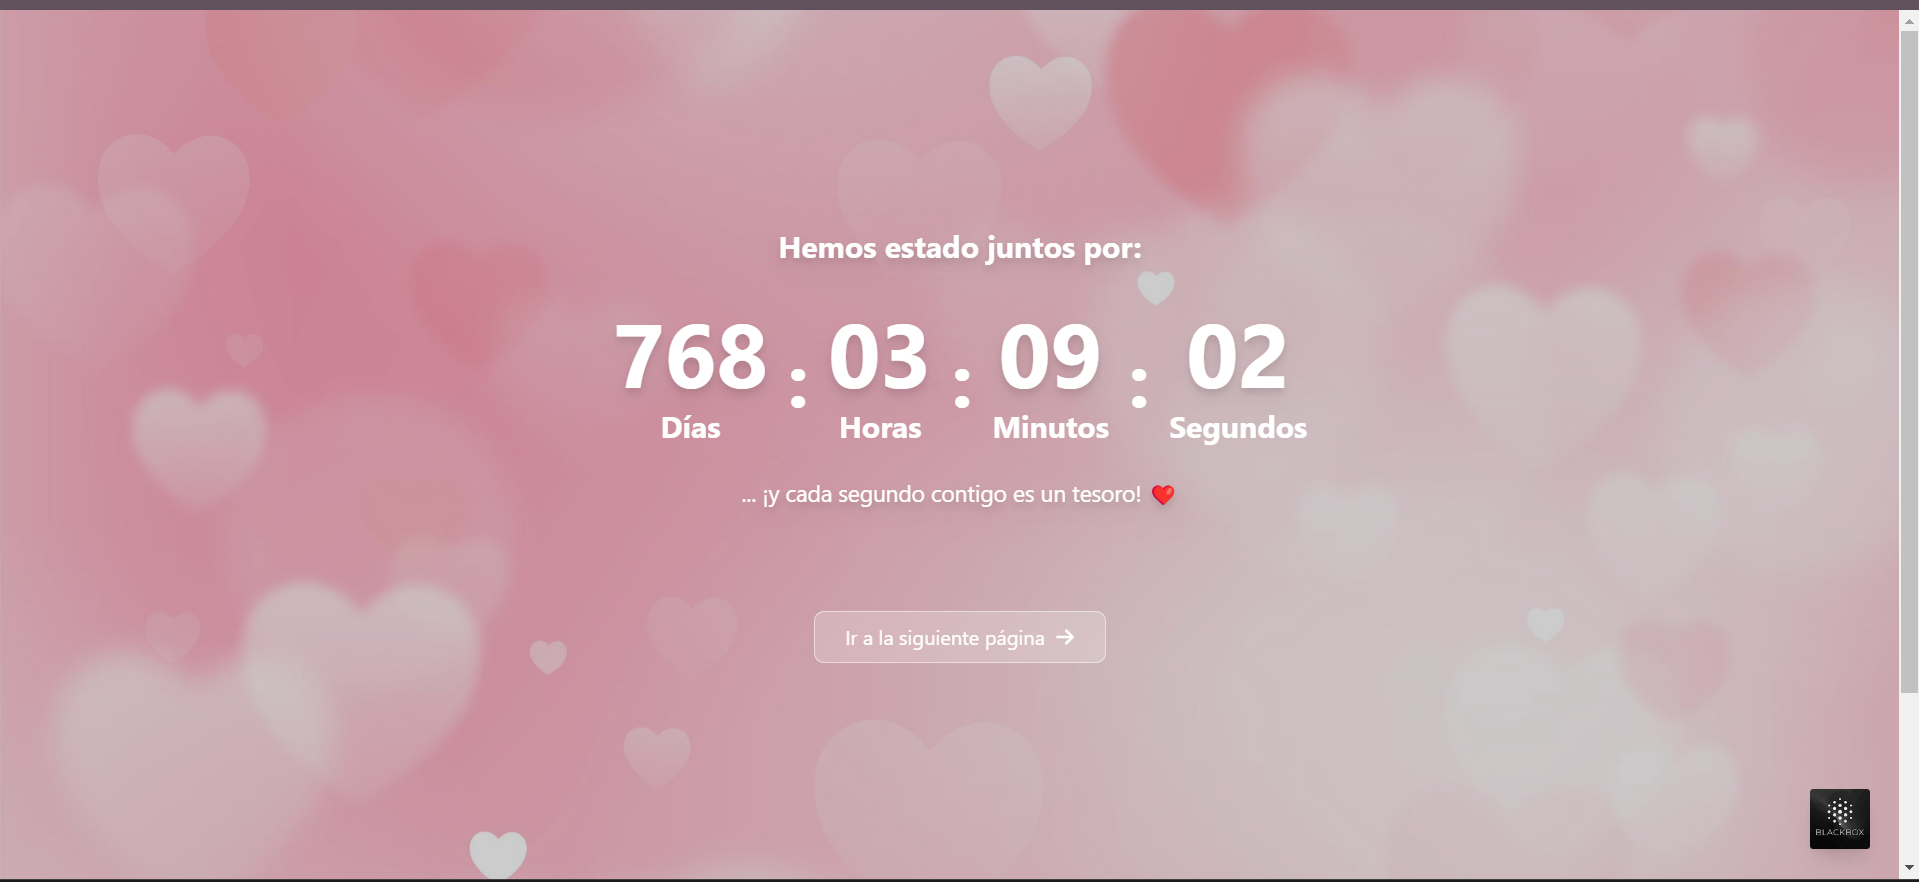 Hemos estado juntos por:
768 : 03 : 09 : 02
Días Horas Minutos Segundos
... ¡y cada segundo contigo es un tesoro! ❤️
Ir a la siguiente página →
BLACKBOX